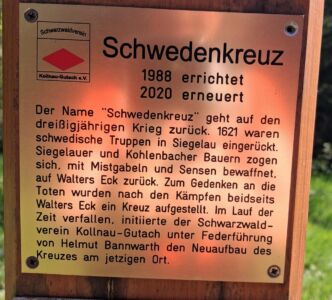 Schwarzwaldverein
Kollnau-Gutach e.V.
Schwedenkreuz
1988 errichtet
2020 erneuert
Der Name "Schwedenkreuz" geht auf den
dreißigjährigen Krieg zurück. 1621 waren
schwedische Truppen in Siegelau eingerückt.
Siegelauer und Kohlenbacher Bauern zogen
sich, mit Mistgabeln und Sensen bewaffnet,
auf Walters Eck zurück. Zum Gedenken an die
Toten wurden nach den Kämpfen beidseits
Walters Eck ein Kreuz aufgestellt. Im Lauf der
Zeit verfallen, initiierte der Schwarzwald-
verein Kollnau-Gutach unter Federführung
von Helmut Bannwarth den Neuaufbau des
Kreuzes am jetzigen Ort.